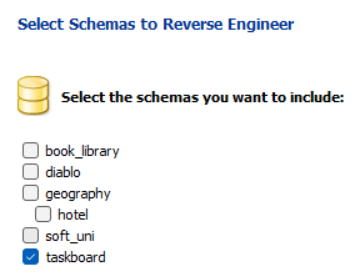 Select Schemas to Reverse Engineer
Select the schemas you want to include:
book_library
diablo
geography
hotel
soft_uni
taskboard